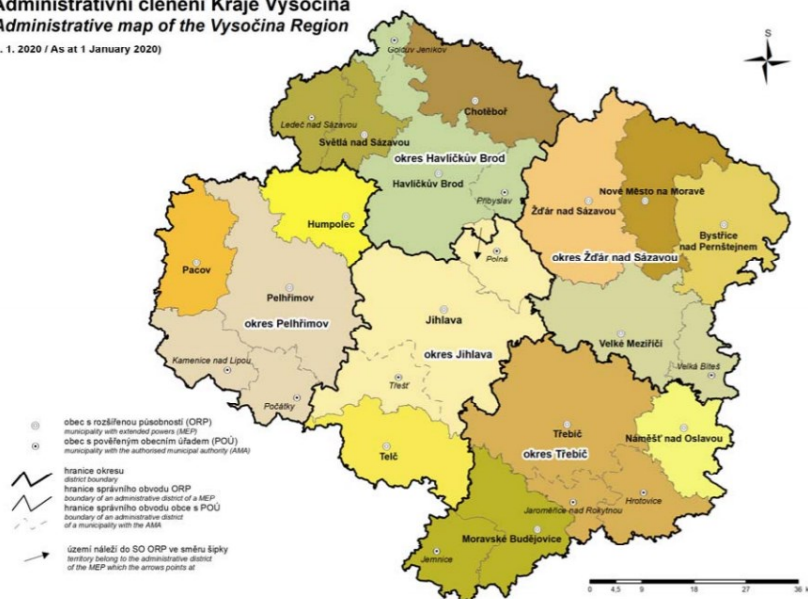 Administrativní členění Kraje Vysočina
Administrative map of the Vysočina Region
. 1. 2020 / As at 1 January 2020)
S
Golčův Jeníkov
Chotěboř
Ledeč nad Sázavou
Světlá nad Sázavou
okres Havlíčkův Brod
Havlíčkův Brod
Přibyslav
Nové Město na Moravě
Žďár nad Sázavou
Humpolec
Bystřice
nad Pernštejnem
Polná
okres Žďár nad Sázavou
Pacov
Pelhřimov
okres Pelhřimov
Jihlava
okres Jihlava
Velké Meziříčí
Kamenice nad Lipou
Velká Bíteš
Třešť
Počátky
Třebíč
Náměšť nad Oslavou
okres Třebíč
Telč
Hrotovice
Jaroměřice nad Rokytnou
Moravské Budějovice
Jemnice
obec s rozšířenou působností (ORP)
municipality with extended powers (MEP)
obec s pověřeným obecním úřadem (POÚ)
municipality with the authorised municipal authority (AMA)
hranice okresu
district boundary
hranice správního obvodu ORP
boundary of an administrative district of a MEP
hranice správního obvodu obce s POÚ
boundary of an administrative district
of a municipality with the AMA
území náleží do SO ORP ve směru šipky
territory belong to the administrative district
of the MEP which the arrows points at
0 4,5 9 18 27 36